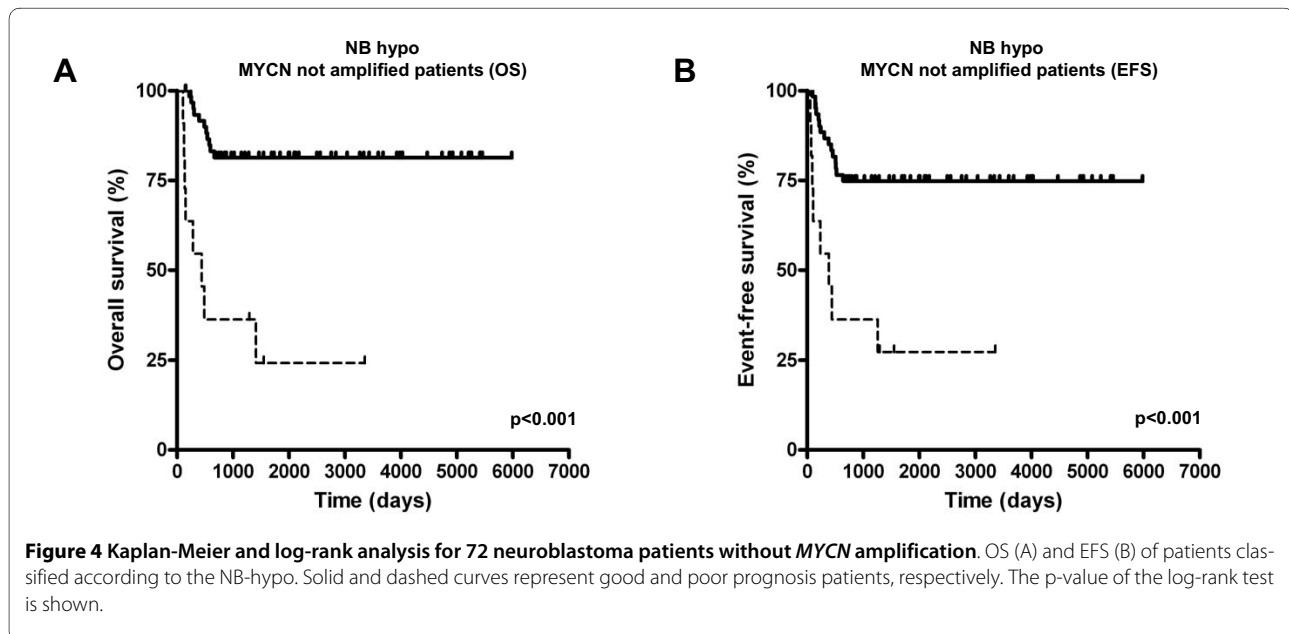 A
NB hypo
MYCN not amplified patients (OS)
Overall survival (%)
100
75
50
25
0
0 1000 2000 3000 4000 5000 6000 7000
Time (days)
p<0.001
B
NB hypo
MYCN not amplified patients (EFS)
Event-free survival (%)
100
75
50
25
0
0 1000 2000 3000 4000 5000 6000 7000
Time (days)
p<0.001
Figure 4 Kaplan-Meier and log-rank analysis for 72 neuroblastoma patients without MYCN amplification. OS (A) and EFS (B) of patients clas-
sified according to the NB-hypo. Solid and dashed curves represent good and poor prognosis patients, respectively. The p-value of the log-rank test
is shown.